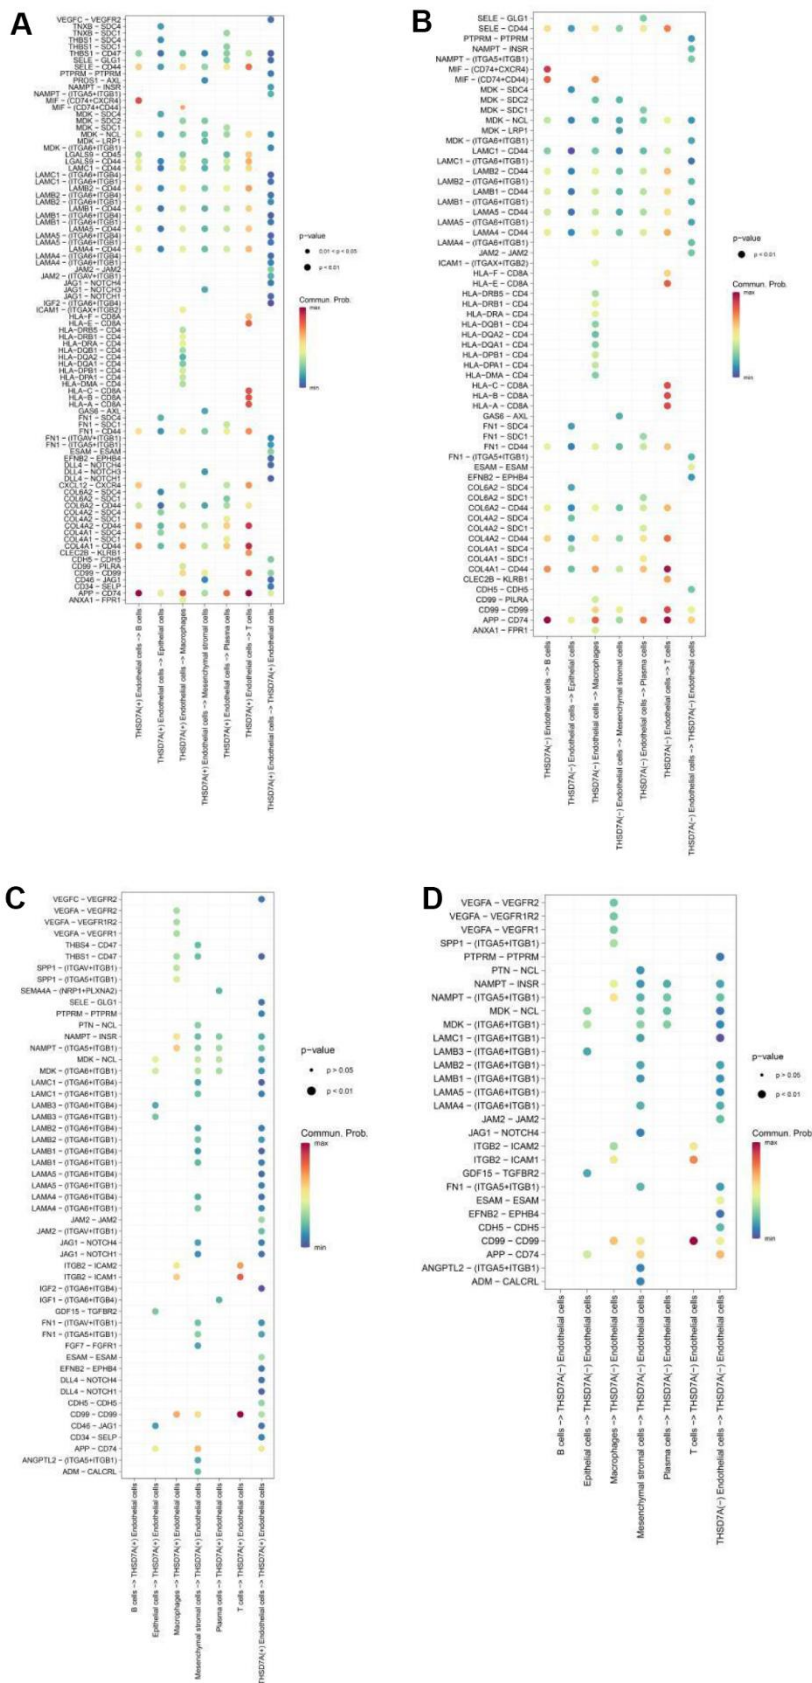 A
VEGFC − VEGFR2
TNXB − SDC4
TNXB − SDC1
THBS1 − SDC4
THBS1 − SDC1
THBS1 − CD47
SELE − GLG1
SELE − CD44
PTPRM − PTPRM
PROS1 − AXL
NAMPT − INSR
NAMPT − (ITGA5+ITGB1)
MIF − (CD74+CXCR4)
MIF − (CD74+CD44)
MDK − SDC4
MDK − SDC2
MDK − SDC1
MDK − NCL
MDK − LRP1
MDK − (ITGA6+ITGB1)
LGALS9 − CD45
LGALS9 − CD44
LAMC1 − CD44
LAMC1 − (ITGA6+ITGB4)
LAMC1 − (ITGA6+ITGB1)
LAMB2 − CD44
LAMB2 − (ITGA6+ITGB4)
LAMB2 − (ITGA6+ITGB1)
LAMB1 − CD44
LAMB1 − (ITGA6+ITGB4)
LAMB1 − (ITGA6+ITGB1)
LAMA5 − CD44
LAMA5 − (ITGA6+ITGB4)
LAMA5 − (ITGA6+ITGB1)
LAMA4 − CD44
LAMA4 − (ITGA6+ITGB4)
LAMA4 − (ITGA6+ITGB1)
JAM2 − JAM2
JAM2 − (ITGAV+ITGB1)
JAG1 − NOTCH4
JAG1 − NOTCH3
JAG1 − NOTCH1
IGF2 − (ITGA6+ITGB4)
ICAM1 − (ITGAX+ITGB2)
HLA−F − CD8A
HLA−E − CD8A
HLA−DRB5 − CD4
HLA−DRB1 − CD4
HLA−DRA − CD4
HLA−DQB1 − CD4
HLA−DQA2 − CD4
HLA−DQA1 − CD4
HLA−DPB1 − CD4
HLA−DPA1 − CD4
HLA−DMA − CD4
HLA−C − CD8A
HLA−B − CD8A
HLA−A − CD8A
GAS6 − AXL
FN1 − SDC4
FN1 − SDC1
FN1 − CD44
FN1 − (ITGAV+ITGB1)
FN1 − (ITGA5+ITGB1)
ESAM − ESAM
EFNB2 − EPHB4
DLL4 − NOTCH4
DLL4 − NOTCH3
DLL4 − NOTCH1
CXCL12 − CXCR4
COL6A2 − SDC4
COL6A2 − SDC1
COL6A2 − CD44
COL4A2 − SDC4
COL4A2 − SDC1
COL4A2 − CD44
COL4A1 − SDC4
COL4A1 − SDC1
COL4A1 − CD44
CLEC2B − KLRB1
CDH5 − CDH5
CD99 − PILRA
CD99 − CD99
CD46 − JAG1
CD34 − SELP
APP − CD74
ANXA1 − FPR1
THSD7A(+) Endothelial cells −> B cells
THSD7A(+) Endothelial cells −> Epithelial cells
THSD7A(+) Endothelial cells −> Macrophages
THSD7A(+) Endothelial cells −> Mesenchymal stromal cells
THSD7A(+) Endothelial cells −> Plasma cells
THSD7A(+) Endothelial cells −> T cells
THSD7A(+) Endothelial cells −> THSD7A(+) Endothelial cells
p−value
0.01 < p < 0.05
p < 0.01
Commun. Prob.
max
min
B
SELE − GLG1
SELE − CD44
PTPRM − PTPRM
NAMPT − INSR
NAMPT − (ITGA5+ITGB1)
MIF − (CD74+CXCR4)
MIF − (CD74+CD44)
MDK − SDC4
MDK − SDC2
MDK − SDC1
MDK − NCL
MDK − LRP1
MDK − (ITGA6+ITGB1)
LAMC1 − CD44
LAMC1 − (ITGA6+ITGB1)
LAMB2 − CD44
LAMB2 − (ITGA6+ITGB1)
LAMB1 − CD44
LAMB1 − (ITGA6+ITGB1)
LAMA5 − CD44
LAMA5 − (ITGA6+ITGB1)
LAMA4 − CD44
LAMA4 − (ITGA6+ITGB1)
JAM2 − JAM2
ICAM1 − (ITGAX+ITGB2)
HLA−F − CD8A
HLA−E − CD8A
HLA−DRB5 − CD4
HLA−DRB1 − CD4
HLA−DRA − CD4
HLA−DQB1 − CD4
HLA−DQA2 − CD4
HLA−DQA1 − CD4
HLA−DPB1 − CD4
HLA−DPA1 − CD4
HLA−DMA − CD4
HLA−C − CD8A
HLA−B − CD8A
HLA−A − CD8A
GAS6 − AXL
FN1 − SDC4
FN1 − SDC1
FN1 − CD44
FN1 − (ITGA5+ITGB1)
ESAM − ESAM
EFNB2 − EPHB4
COL6A2 − SDC4
COL6A2 − SDC1
COL6A2 − CD44
COL4A2 − SDC4
COL4A2 − SDC1
COL4A2 − CD44
COL4A1 − SDC4
COL4A1 − SDC1
COL4A1 − CD44
CLEC2B − KLRB1
CDH5 − CDH5
CD99 − PILRA
CD99 − CD99
APP − CD74
ANXA1 − FPR1
THSD7A(−) Endothelial cells −> B cells
THSD7A(−) Endothelial cells −> Epithelial cells
THSD7A(−) Endothelial cells −> Macrophages
THSD7A(−) Endothelial cells −> Mesenchymal stromal cells
THSD7A(−) Endothelial cells −> Plasma cells
THSD7A(−) Endothelial cells −> T cells
THSD7A(−) Endothelial cells −> THSD7A(−) Endothelial cells
p−value
p < 0.01
Commun. Prob.
max
min
C
VEGFC − VEGFR2
VEGFA − VEGFR2
VEGFA − VEGFR1R2
VEGFA − VEGFR1
THBS4 − CD47
THBS1 − CD47
SPP1 − (ITGAV+ITGB1)
SPP1 − (ITGA5+ITGB1)
SEMA4A − (NRP1+PLXNA2)
SELE − GLG1
PTPRM − PTPRM
PTN − NCL
NAMPT − INSR
NAMPT − (ITGA5+ITGB1)
MDK − NCL
MDK − (ITGA6+ITGB1)
LAMC1 − (ITGA6+ITGB4)
LAMC1 − (ITGA6+ITGB1)
LAMB3 − (ITGA6+ITGB4)
LAMB3 − (ITGA6+ITGB1)
LAMB2 − (ITGA6+ITGB4)
LAMB2 − (ITGA6+ITGB1)
LAMB1 − (ITGA6+ITGB4)
LAMB1 − (ITGA6+ITGB1)
LAMA5 − (ITGA6+ITGB4)
LAMA5 − (ITGA6+ITGB1)
LAMA4 − (ITGA6+ITGB4)
LAMA4 − (ITGA6+ITGB1)
JAM2 − JAM2
JAM2 − (ITGAV+ITGB1)
JAG1 − NOTCH4
JAG1 − NOTCH1
ITGB2 − ICAM2
ITGB2 − ICAM1
IGF2 − (ITGA6+ITGB4)
IGF1 − (ITGA6+ITGB4)
GDF15 − TGFBR2
FN1 − (ITGAV+ITGB1)
FN1 − (ITGA5+ITGB1)
FGF7 − FGFR1
ESAM − ESAM
EFNB2 − EPHB4
DLL4 − NOTCH4
DLL4 − NOTCH1
CDH5 − CDH5
CD99 − CD99
CD46 − JAG1
CD34 − SELP
APP − CD74
ANGPTL2 − (ITGA5+ITGB1)
ADM − CALCRL
B cells −> THSD7A(+) Endothelial cells
Epithelial cells −> THSD7A(+) Endothelial cells
Macrophages −> THSD7A(+) Endothelial cells
Mesenchymal stromal cells −> THSD7A(+) Endothelial cells
Plasma cells −> THSD7A(+) Endothelial cells
T cells −> THSD7A(+) Endothelial cells
THSD7A(+) Endothelial cells −> THSD7A(+) Endothelial cells
p−value
p > 0.05
p < 0.01
Commun. Prob.
max
min
D
VEGFA − VEGFR2
VEGFA − VEGFR1R2
VEGFA − VEGFR1
SPP1 − (ITGA5+ITGB1)
PTPRM − PTPRM
PTN − NCL
NAMPT − INSR
NAMPT − (ITGA5+ITGB1)
MDK − NCL
MDK − (ITGA6+ITGB1)
LAMC1 − (ITGA6+ITGB1)
LAMB3 − (ITGA6+ITGB1)
LAMB2 − (ITGA6+ITGB1)
LAMB1 − (ITGA6+ITGB1)
LAMA5 − (ITGA6+ITGB1)
LAMA4 − (ITGA6+ITGB1)
JAM2 − JAM2
JAG1 − NOTCH4
ITGB2 − ICAM2
ITGB2 − ICAM1
GDF15 − TGFBR2
FN1 − (ITGA5+ITGB1)
ESAM − ESAM
EFNB2 − EPHB4
CDH5 − CDH5
CD99 − CD99
APP − CD74
ANGPTL2 − (ITGA5+ITGB1)
ADM − CALCRL
B cells −> THSD7A(−) Endothelial cells
Epithelial cells −> THSD7A(−) Endothelial cells
Macrophages −> THSD7A(−) Endothelial cells
Mesenchymal stromal cells −> THSD7A(−) Endothelial cells
Plasma cells −> THSD7A(−) Endothelial cells
T cells −> THSD7A(−) Endothelial cells
THSD7A(−) Endothelial cells −> THSD7A(−) Endothelial cells
p−value
p > 0.05
p < 0.01
Commun. Prob.
max
min